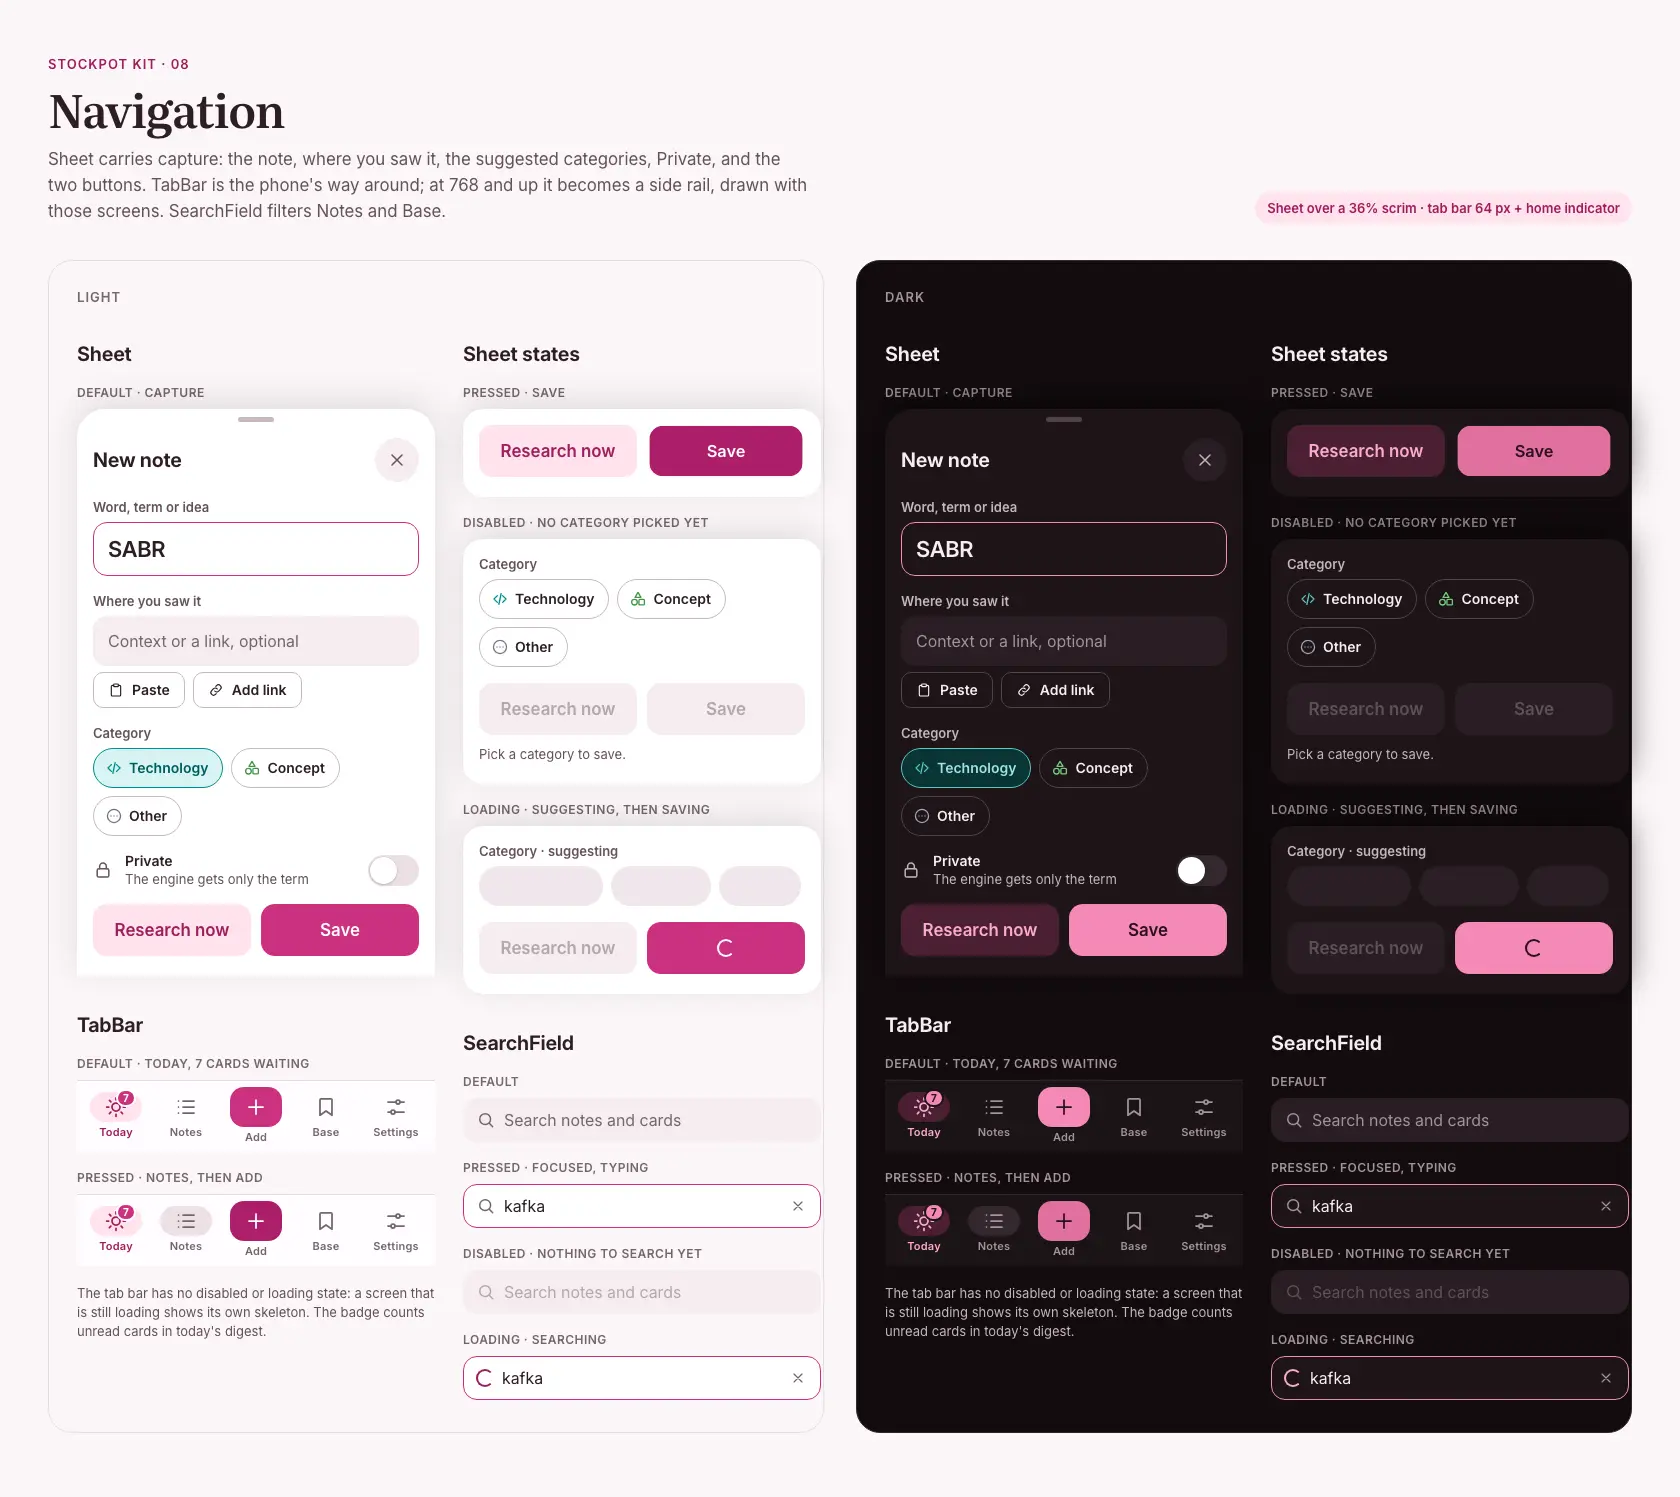 STOCKPOT KIT · 08
Navigation
Sheet carries capture: the note, where you saw it, the suggested categories, Private, and the
two buttons. TabBar is the phone's way around; at 768 and up it becomes a side rail, drawn with
those screens. SearchField filters Notes and Base.
Sheet over a 36% scrim · tab bar 64 px + home indicator
LIGHT
Sheet
DEFAULT · CAPTURE
New note
Word, term or idea
SABR
Where you saw it
Context or a link, optional
Paste
Add link
Category
Technology
Concept
Other
Private
The engine gets only the term
Research now
Save
TabBar
DEFAULT · TODAY, 7 CARDS WAITING
7
Today
Notes
Add
Base
Settings
PRESSED · NOTES, THEN ADD
7
Today
Notes
Add
Base
Settings
The tab bar has no disabled or loading state: a screen that
is still loading shows its own skeleton. The badge counts
unread cards in today's digest.
Sheet states
PRESSED · SAVE
Research now
Save
DISABLED · NO CATEGORY PICKED YET
Category
Technology
Concept
Other
Research now
Save
Pick a category to save.
LOADING · SUGGESTING, THEN SAVING
Category · suggesting
Research now
SearchField
DEFAULT
Search notes and cards
PRESSED · FOCUSED, TYPING
kafka
DISABLED · NOTHING TO SEARCH YET
Search notes and cards
LOADING · SEARCHING
kafka
DARK
Sheet
DEFAULT · CAPTURE
New note
Word, term or idea
SABR
Where you saw it
Context or a link, optional
Paste
Add link
Category
Technology
Concept
Other
Private
The engine gets only the term
Research now
Save
TabBar
DEFAULT · TODAY, 7 CARDS WAITING
7
Today
Notes
Add
Base
Settings
PRESSED · NOTES, THEN ADD
7
Today
Notes
Add
Base
Settings
The tab bar has no disabled or loading state: a screen that
is still loading shows its own skeleton. The badge counts
unread cards in today's digest.
Sheet states
PRESSED · SAVE
Research now
Save
DISABLED · NO CATEGORY PICKED YET
Category
Technology
Concept
Other
Research now
Save
Pick a category to save.
LOADING · SUGGESTING, THEN SAVING
Category · suggesting
Research now
SearchField
DEFAULT
Search notes and cards
PRESSED · FOCUSED, TYPING
kafka
DISABLED · NOTHING TO SEARCH YET
Search notes and cards
LOADING · SEARCHING
kafka